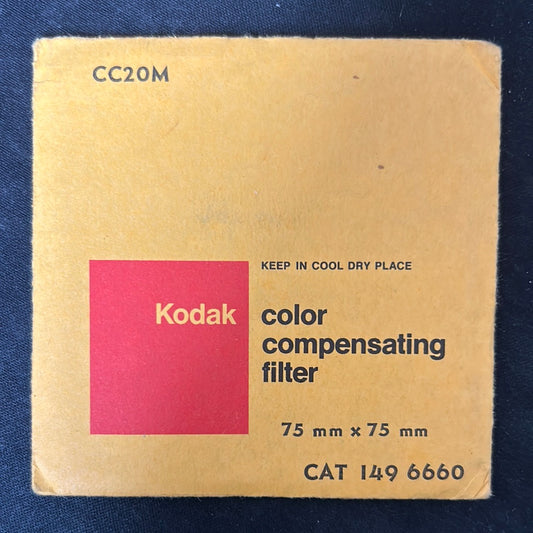 CC20M
KEEP IN COOL DRY PLACE
Kodak color
compensating
filter
75 mm x 75 mm
CAT 149 6660